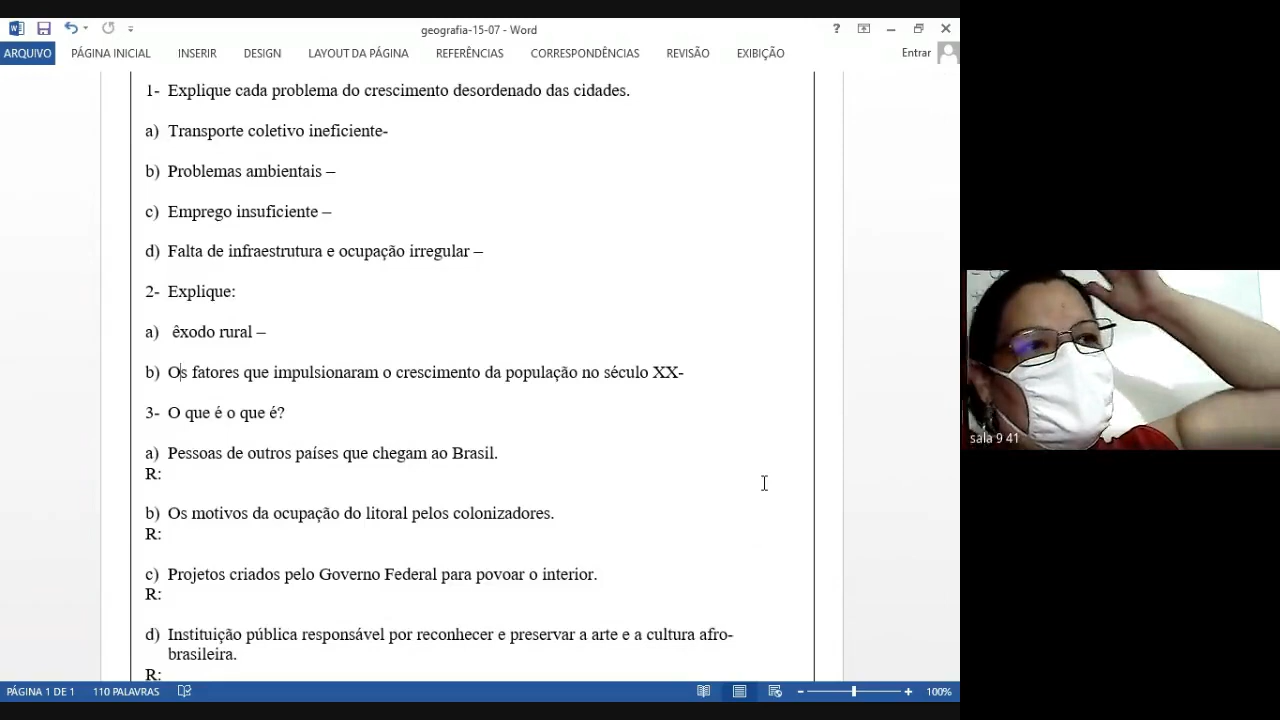 geografia-15-07 - Word
ARQUIVO PÁGINA INICIAL INSERIR DESIGN LAYOUT DA PÁGINA REFERÊNCIAS CORRESPONDÊNCIAS REVISÃO EXIBIÇÃO Entrar
1- Explique cada problema do crescimento desordenado das cidades.
a) Transporte coletivo ineficiente-
b) Problemas ambientais –
c) Emprego insuficiente –
d) Falta de infraestrutura e ocupação irregular –
2- Explique:
a) êxodo rural –
b) Os fatores que impulsionaram o crescimento da população no século XX-
3- O que é o que é?
a) Pessoas de outros países que chegam ao Brasil.
R:
b) Os motivos da ocupação do litoral pelos colonizadores.
R:
c) Projetos criados pelo Governo Federal para povoar o interior.
R:
d) Instituição pública responsável por reconhecer e preservar a arte e a cultura afro-
brasileira.
R:
PÁGINA 1 DE 1 110 PALAVRAS 100%
sala 9 41